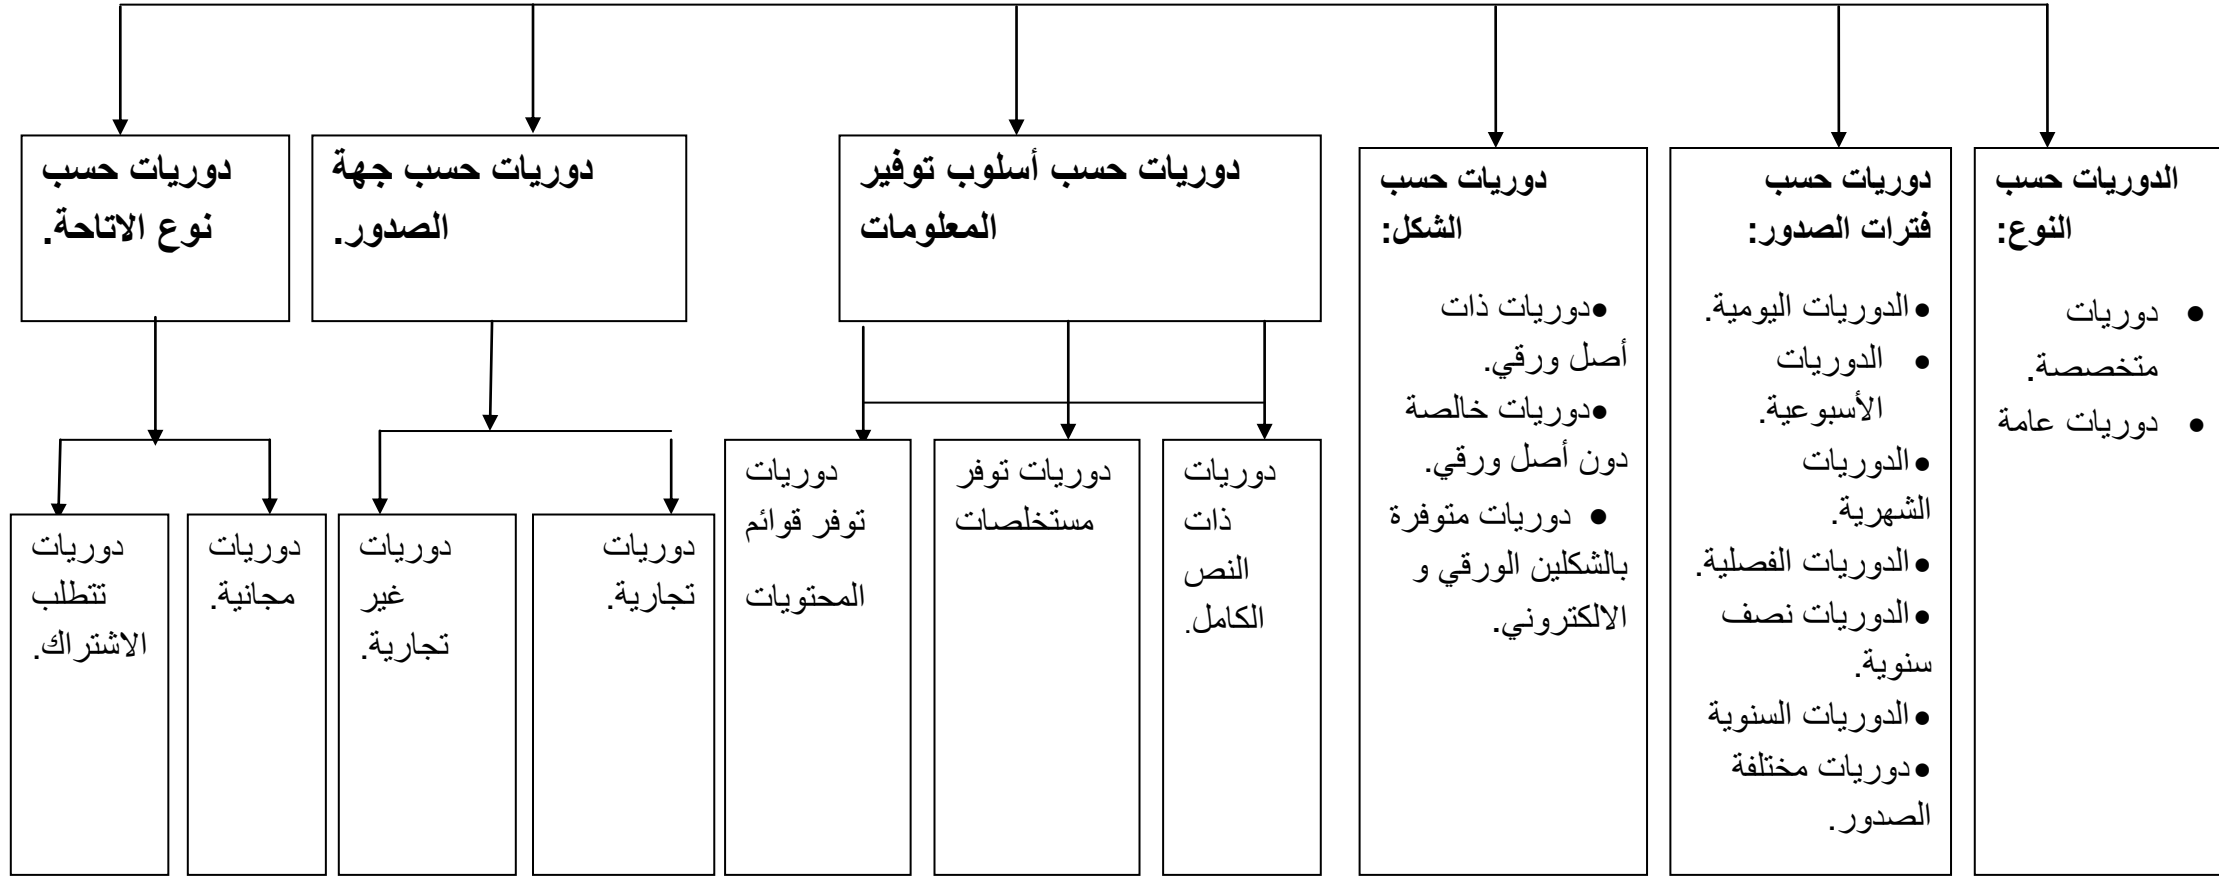 الدوريات حسب
النوع:
● دوريات
متخصصة.
● دوريات عامة
دوريات حسب
فترات الصدور:
●الدوريات اليومية.
● الدوريات
الأسبوعية.
●الدوريات
الشهرية.
●الدوريات الفصلية.
●الدوريات نصف
سنوية.
●الدوريات السنوية
●دوريات مختلفة
الصدور.
دوريات حسب
الشكل:
●دوريات ذات
أصل ورقي.
●دوريات خالصة
دون أصل ورقي.
● دوريات متوفرة
بالشكلين الورقي و
الالكتروني.
دوريات حسب أسلوب توفير
المعلومات
دوريات
ذات
النص
الكامل.
دوريات توفر
مستخلصات
دوريات
توفر قوائم
المحتويات
دوريات حسب جهة
الصدور.
دوريات
تجارية.
دوريات
غير
تجارية.
دوريات حسب
نوع الاتاحة.
دوريات
مجانية.
دوريات
تتطلب
الاشتراك.